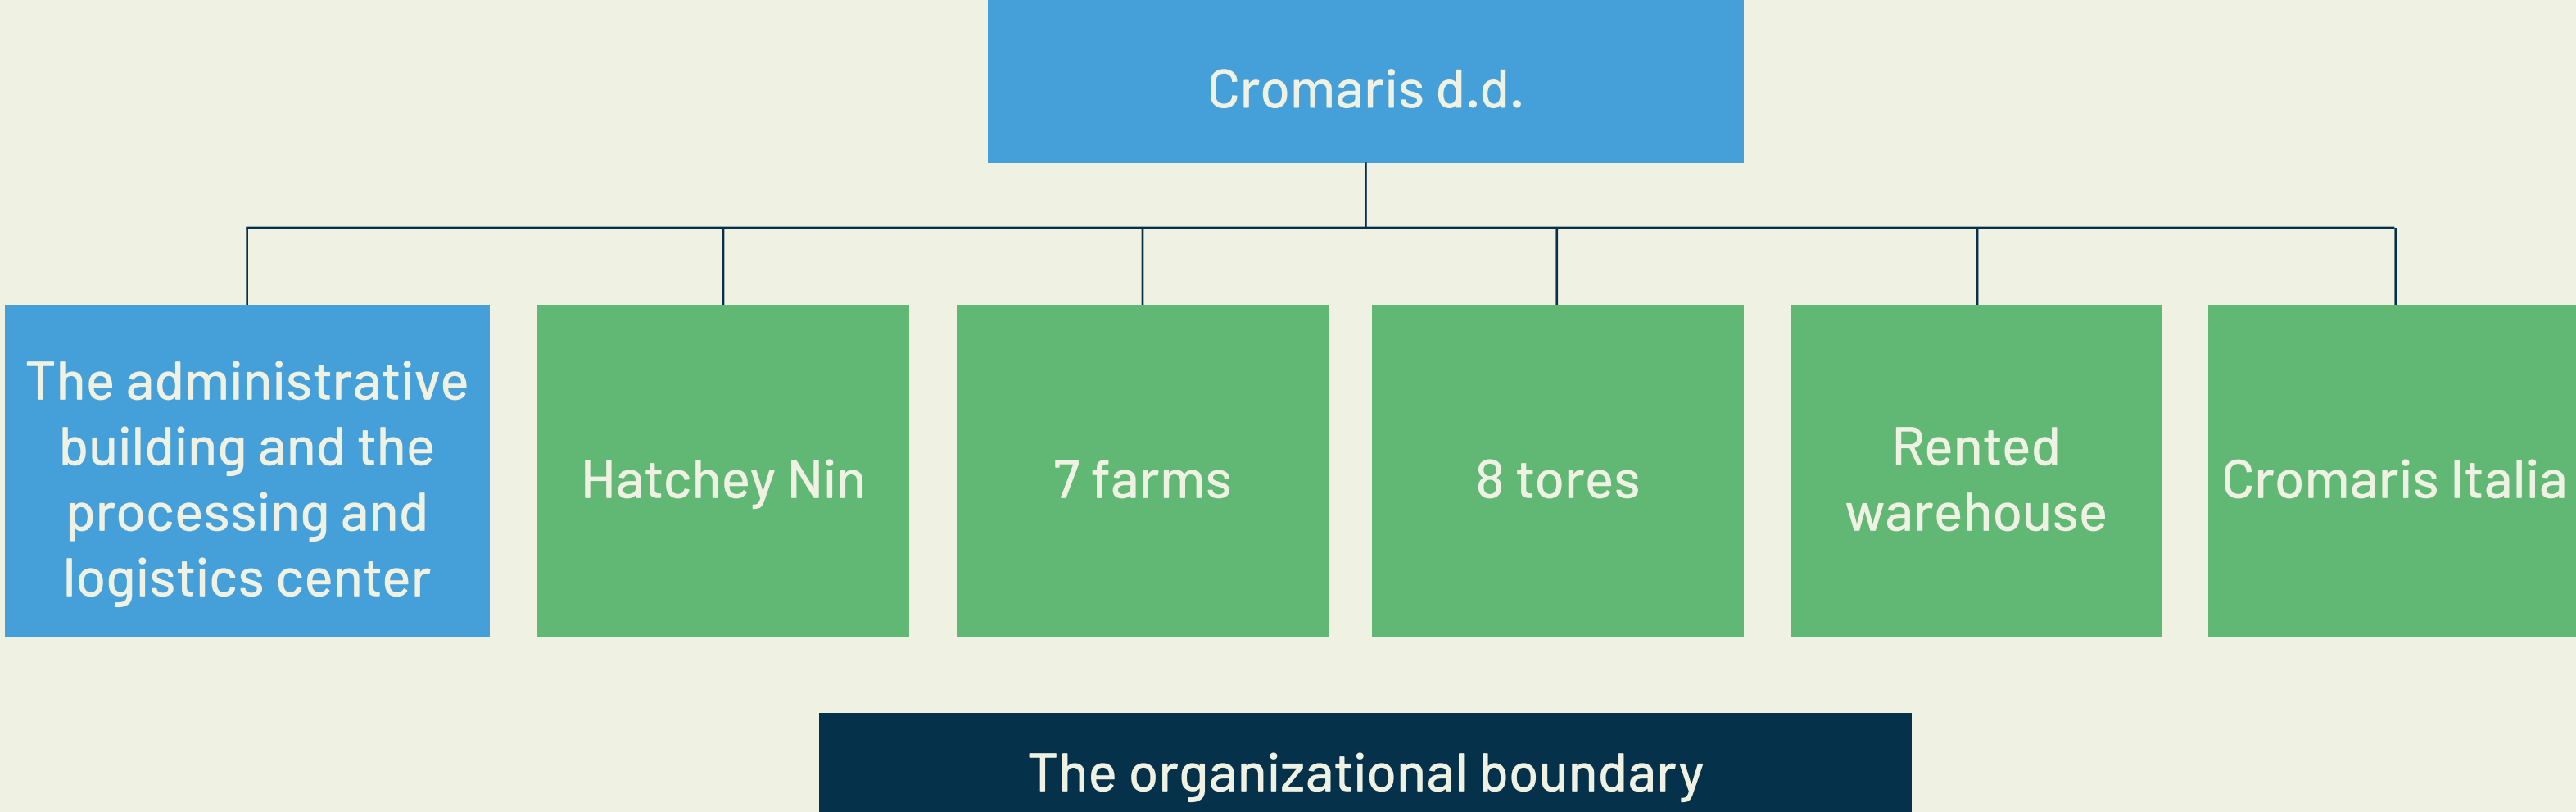 Cromaris d.d.
The administrative
building and the
processing and
logistics center
Hatchey Nin
7 farms
8 tores
Rented
warehouse
Cromaris Italia
The organizational boundary